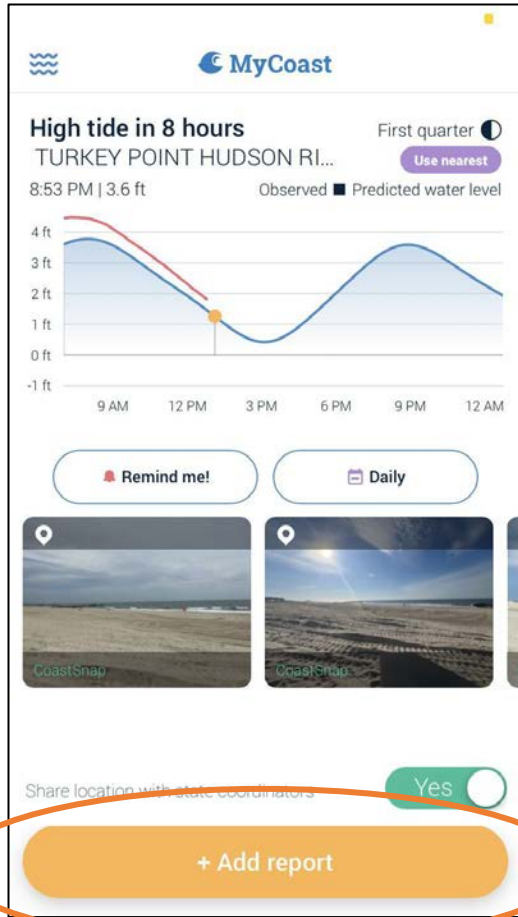 MyCoast
High tide in 8 hours
First quarter
TURKEY POINT HUDSON RI...
Use nearest
8:53 PM | 3.6 ft
Observed Predicted water level
4 ft
3 ft
2 ft
1 ft
0 ft
-1 ft
9 AM 12 PM 3 PM 6 PM 9 PM 12 AM
Remind me!
Daily
CoastSnap
CoastSnap
Share location with state coordinators
Yes
+ Add report